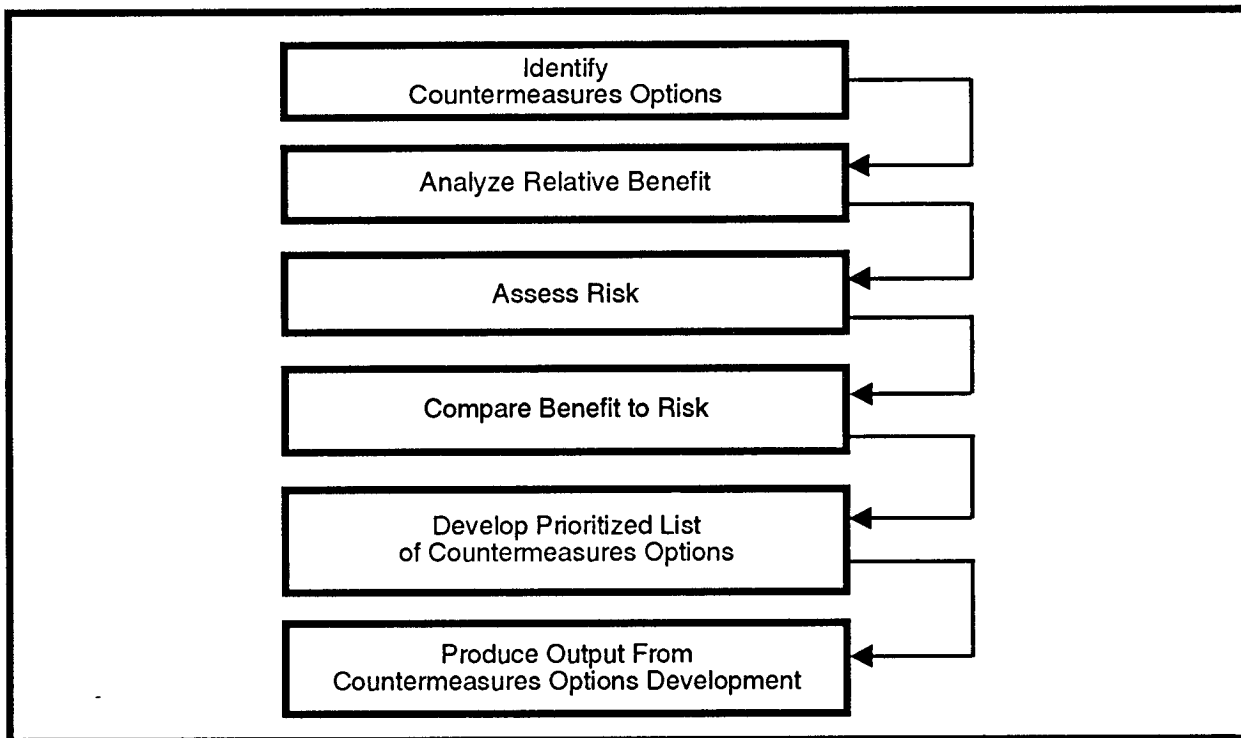 Identify
Countermeasures Options
Analyze Relative Benefit
Assess Risk
Compare Benefit to Risk
Develop Prioritized List
of Countermeasures Options
Produce Output From
Countermeasures Options Development